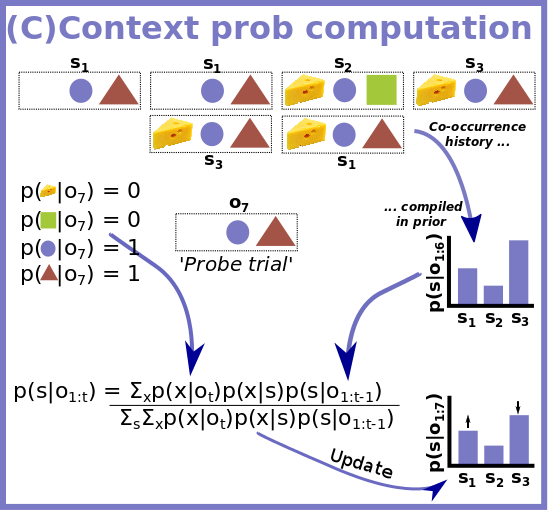 (C)Context prob computation
s1 s1 s2 s3
s3 s1
Co-occurrence
history ...
p( |o7) = 0
p( |o7) = 0
p( |o7) = 1
p( |o7) = 1
o7
'Probe trial'
... compiled
in prior
p(s|o1:6)
s1 s2 s3
p(s|o1:t) = Σxp(x|ot)p(x|s)p(s|o1:t-1)
ΣsΣxp(x|ot)p(x|s)p(s|o1:t-1)
Update
p(s|o1:7)
s1 s2 s3